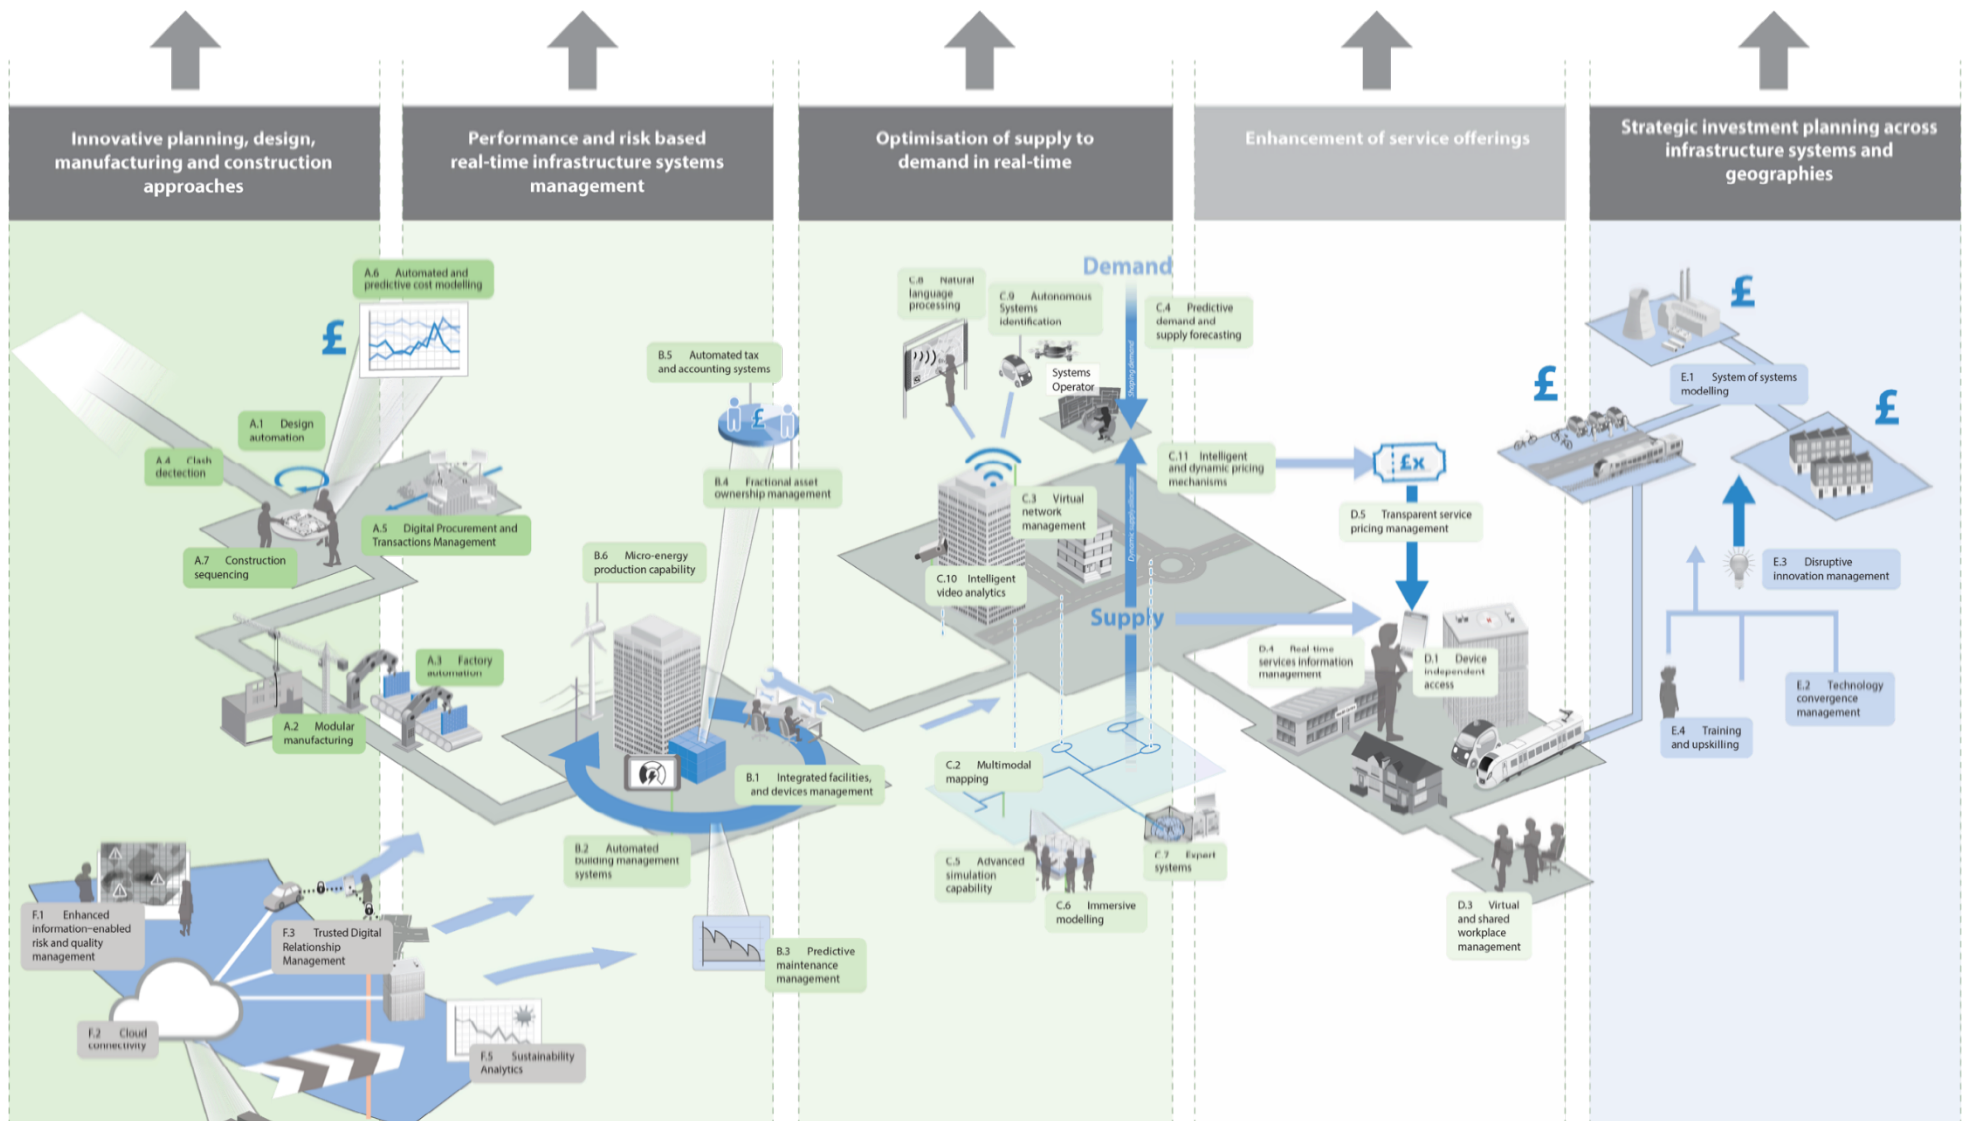 Innovative planning, design,
manufacturing and construction
approaches
Performance and risk based
real-time infrastructure systems
management
Optimisation of supply to
demand in real-time
Enhancement of service offerings
Strategic investment planning across
infrastructure systems and
geographies
A.6 Automated and
predictive cost modelling
£
A.1 Design
automation
A.4 Clash
dectection
A.5 Digital Procurement and
Transactions Management
A.7 Construction
sequencing
A.3 Factory
automation
A.2 Modular
manufacturing
B.5 Automated tax
and accounting systems
£
B.4 Fractional asset
ownership management
B.6 Micro-energy
production capability
B.1 Integrated facilities,
and devices management
B.2 Automated
building management
systems
B.3 Predictive
maintenance
management
Demand
C.8 Natural
language
processing
C.9 Autonomous
Systems
identification
C.4 Predictive
demand and
supply forecasting
Systems
Operator
Shaping demand
C.11 Intelligent
and dynamic pricing
mechanisms
C.3 Virtual
network
management
Dynamic supply allocation
C.10 Intelligent
video analytics
Supply
C.2 Multimodal
mapping
C.5 Advanced
simulation
capability
C.7 Expert
systems
C.6 Immersive
modelling
£x
D.5 Transparent service
pricing management
D.4 Real-time
services information
management
D.1 Device
independent
access
H
D.3 Virtual
and shared
workplace
management
£
E.1 System of systems
modelling
£
£
E.3 Disruptive
innovation management
E.2 Technology
convergence
management
E.4 Training
and upskilling
F.1 Enhanced
information-enabled
risk and quality
management
F.3 Trusted Digital
Relationship
Management
F.2 Cloud
connectivity
F.5 Sustainability
Analytics